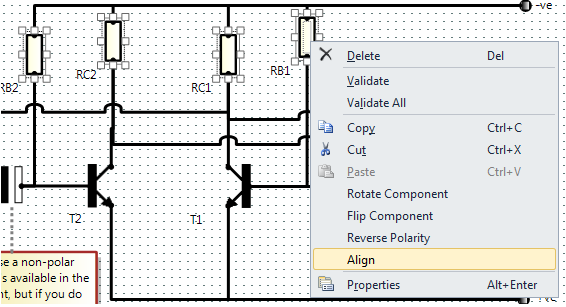 -ve
RB2
RC2
RC1
RB1
Delete Del
Validate
Validate All
Copy Ctrl+C
Cut Ctrl+X
Paste Ctrl+V
Rotate Component
Flip Component
Reverse Polarity
Align
Properties Alt+Enter
T2
T1
se a non-polar
s available in the
nt, but if you do